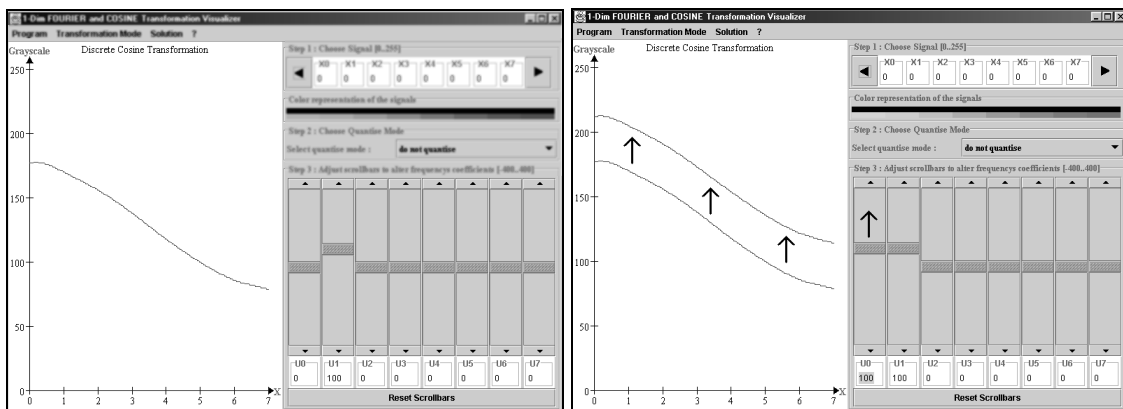 1-Dim FOURIER and COSINE Transformation Visualizer
Program Transformation Mode Solution ?
Grayscale
Discrete Cosine Transformation
250
200
150
100
50
0
0 1 2 3 4 5 6 7
X
Step 1 : Choose Signal [0..255]
X0 X1 X2 X3 X4 X5 X6 X7
0 0 0 0 0 0 0 0
Color representation of the signals
Step 2 : Choose Quantise Mode
Select quantise mode : do not quantise
Step 3 : Adjust scrollbars to alter frequencys coefficients [-400..400]
U0 U1 U2 U3 U4 U5 U6 U7
0 100 0 0 0 0 0 0
Reset Scrollbars
1-Dim FOURIER and COSINE Transformation Visualizer
Program Transformation Mode Solution ?
Grayscale
Discrete Cosine Transformation
250
200
150
100
50
0
0 1 2 3 4 5 6 7
X
Step 1 : Choose Signal [0..255]
X0 X1 X2 X3 X4 X5 X6 X7
0 0 0 0 0 0 0 0
Color representation of the signals
Step 2 : Choose Quantise Mode
Select quantise mode : do not quantise
Step 3 : Adjust scrollbars to alter frequencys coefficients [-400..400]
U0 U1 U2 U3 U4 U5 U6 U7
100 100 0 0 0 0 0 0
Reset Scrollbars